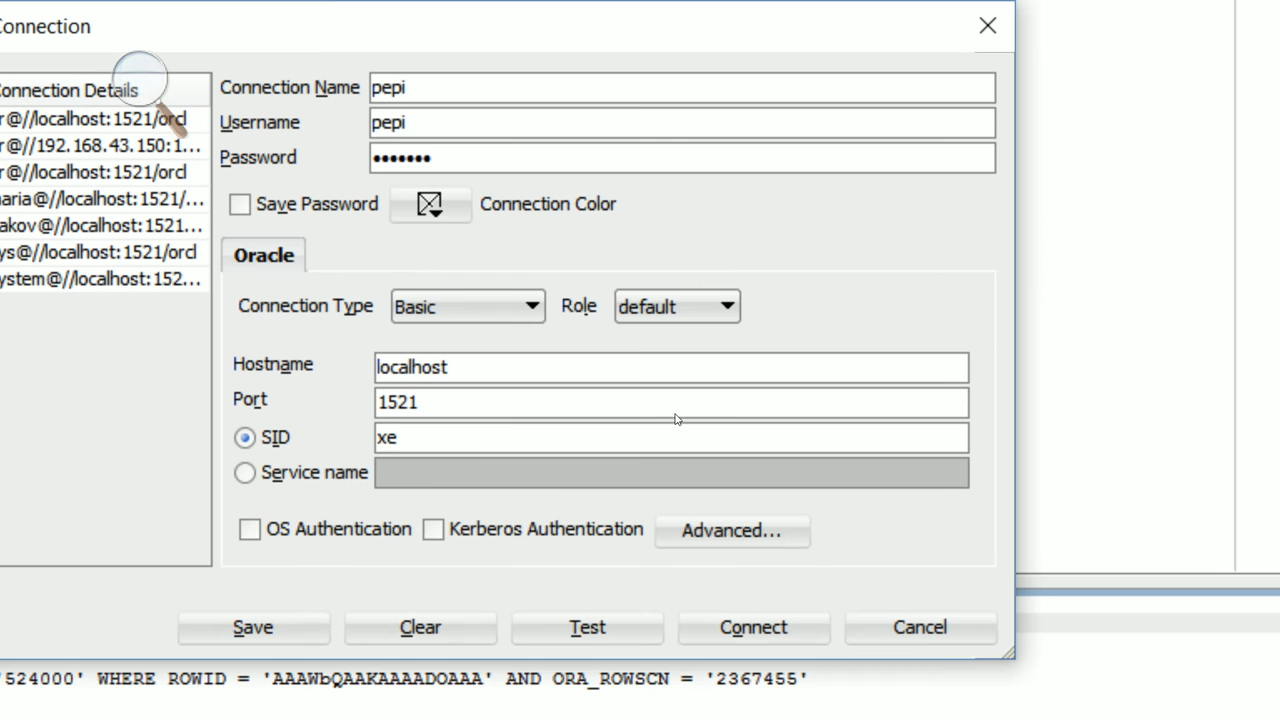 Connection
Connection Details
r@//localhost:1521/orcl
r@//192.168.43.150:1...
r@//localhost:1521/orcl
aria@//localhost:1521/...
akov@//localhost:1521...
ys@//localhost:1521/orcl
ystem@//localhost:152...
Connection Name pepi
Username pepi
Password •••••••
Save Password Connection Color
Oracle
Connection Type Basic Role default
Hostname localhost
Port 1521
SID xe
Service name
OS Authentication Kerberos Authentication Advanced...
Save Clear Test Connect Cancel
'524000' WHERE ROWID = 'AAAWbQAAKAAAADOAAA' AND ORA_ROWSCN = '2367455'